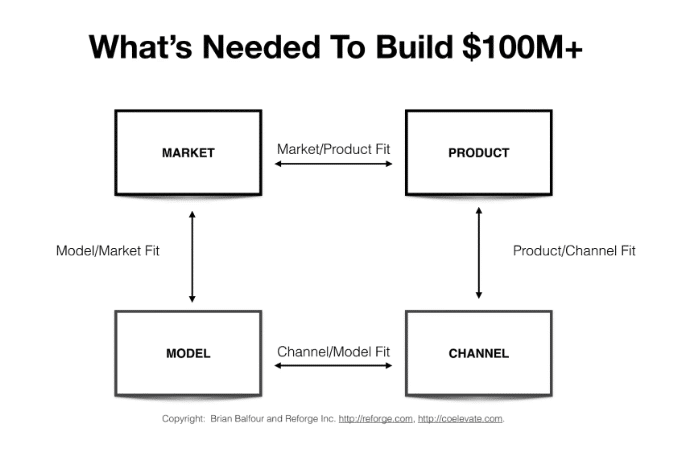 What's Needed To Build $100M+
MARKET
Market/Product Fit
PRODUCT
Model/Market Fit
Product/Channel Fit
MODEL
Channel/Model Fit
CHANNEL
Copyright: Brian Balfour and Reforge Inc. http://reforge.com, http://coelevate.com.